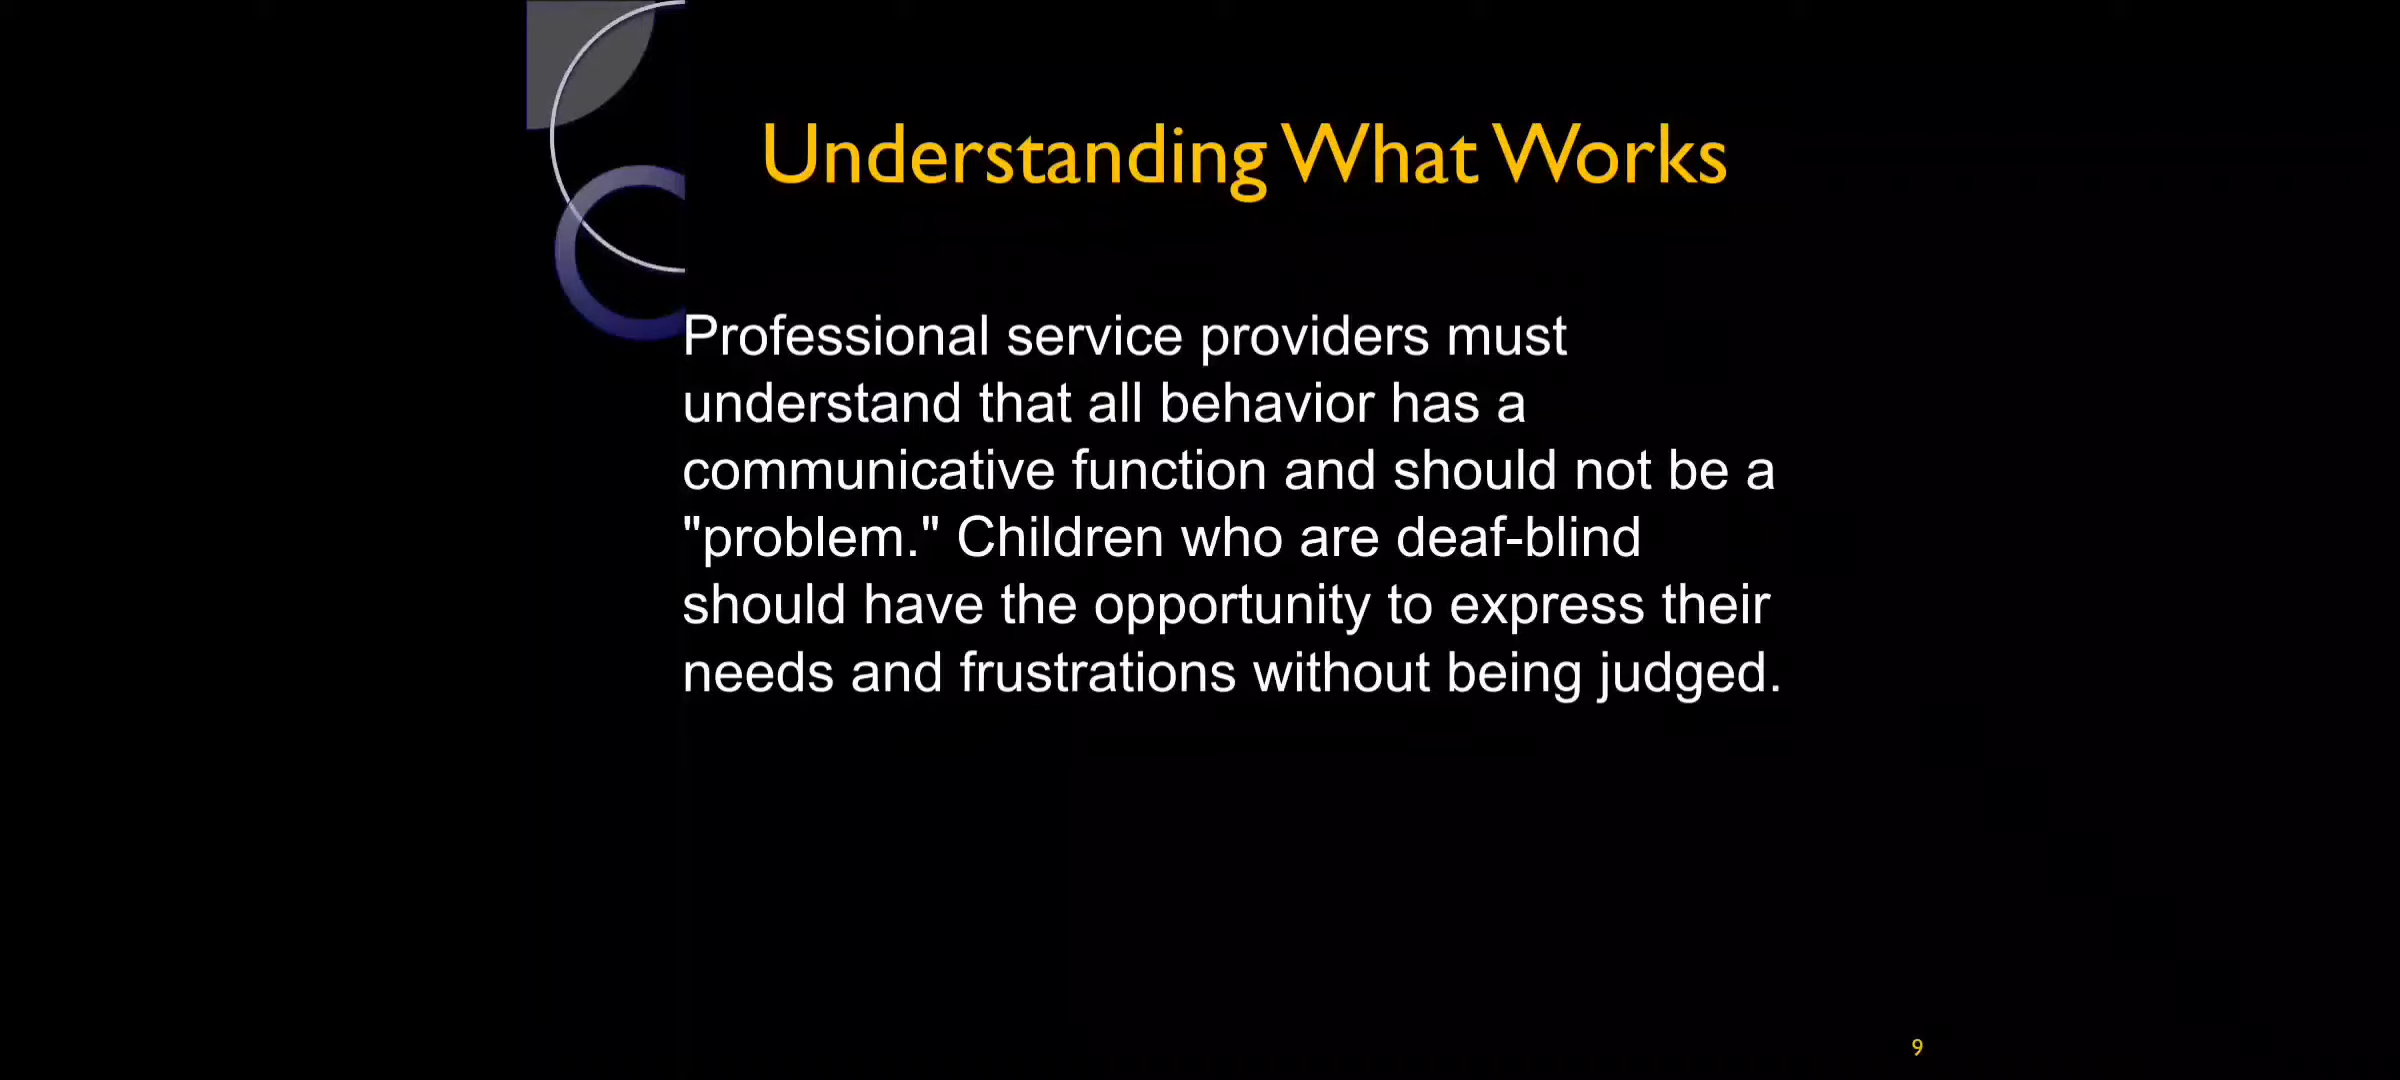 Understanding What Works
Professional service providers must
understand that all behavior has a
communicative function and should not be a
"problem." Children who are deaf-blind
should have the opportunity to express their
needs and frustrations without being judged.
9